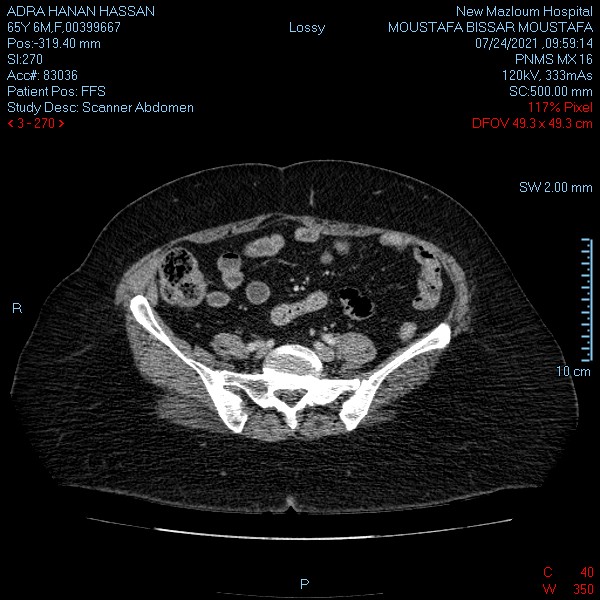 ADRA HANAN HASSAN
65Y 6M,F,00399667
Pos:-319.40 mm
SI:270
Acc#: 83036
Patient Pos: FFS
Study Desc: Scanner Abdomen
< 3 - 270 >
Lossy
New Mazloum Hospital
MOUSTAFA BISSAR MOUSTAFA
07/24/2021 ,09:59:14
PNMS MX 16
120kV, 333mAs
SC:500.00 mm
117% Pixel
DFOV 49.3 x 49.3 cm
SW 2.00 mm
R
10 cm
P
C 40
W 350